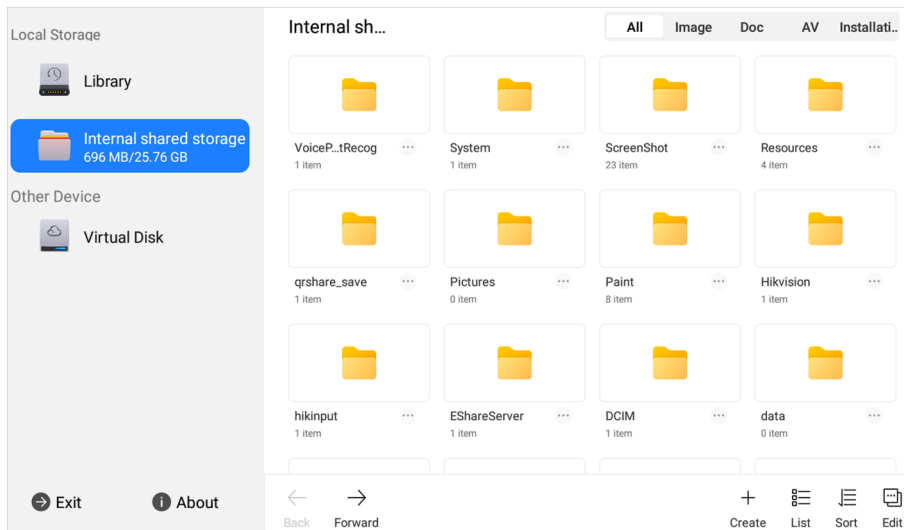 Local Storage
Library
Internal shared storage
696 MB/25.76 GB
Other Device
Virtual Disk
Exit
About
Internal sh...
All Image Doc AV Installati..
VoiceP...tRecog
1 item
System
1 item
ScreenShot
23 item
Resources
4 item
qrshare_save
1 item
Pictures
0 item
Paint
8 item
Hikvision
1 item
hikinput
1 item
EShareServer
1 item
DCIM
1 item
data
0 item
Back
Forward
Create
List
Sort
Edit